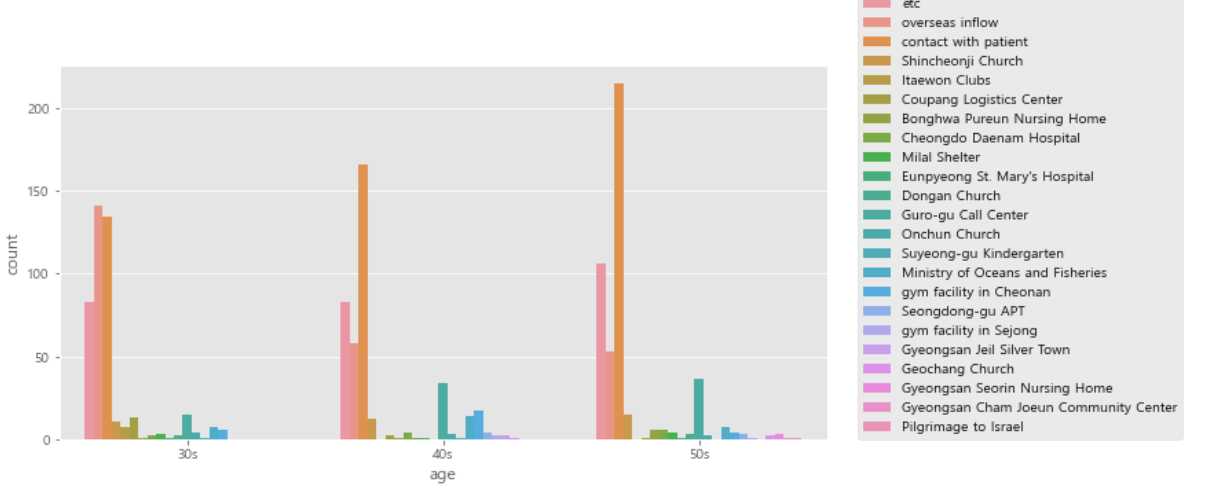 etc
overseas inflow
contact with patient
Shincheonji Church
Itaewon Clubs
Coupang Logistics Center
Bonghwa Pureun Nursing Home
Cheongdo Daenam Hospital
Milal Shelter
Eunpyeong St. Mary's Hospital
Dongan Church
Guro-gu Call Center
Onchun Church
Suyeong-gu Kindergarten
Ministry of Oceans and Fisheries
gym facility in Cheonan
Seongdong-gu APT
gym facility in Sejong
Gyeongsan Jeil Silver Town
Geochang Church
Gyeongsan Seorin Nursing Home
Gyeongsan Cham Joeun Community Center
Pilgrimage to Israel
200
150
100
50
0
count
30s
40s
50s
age